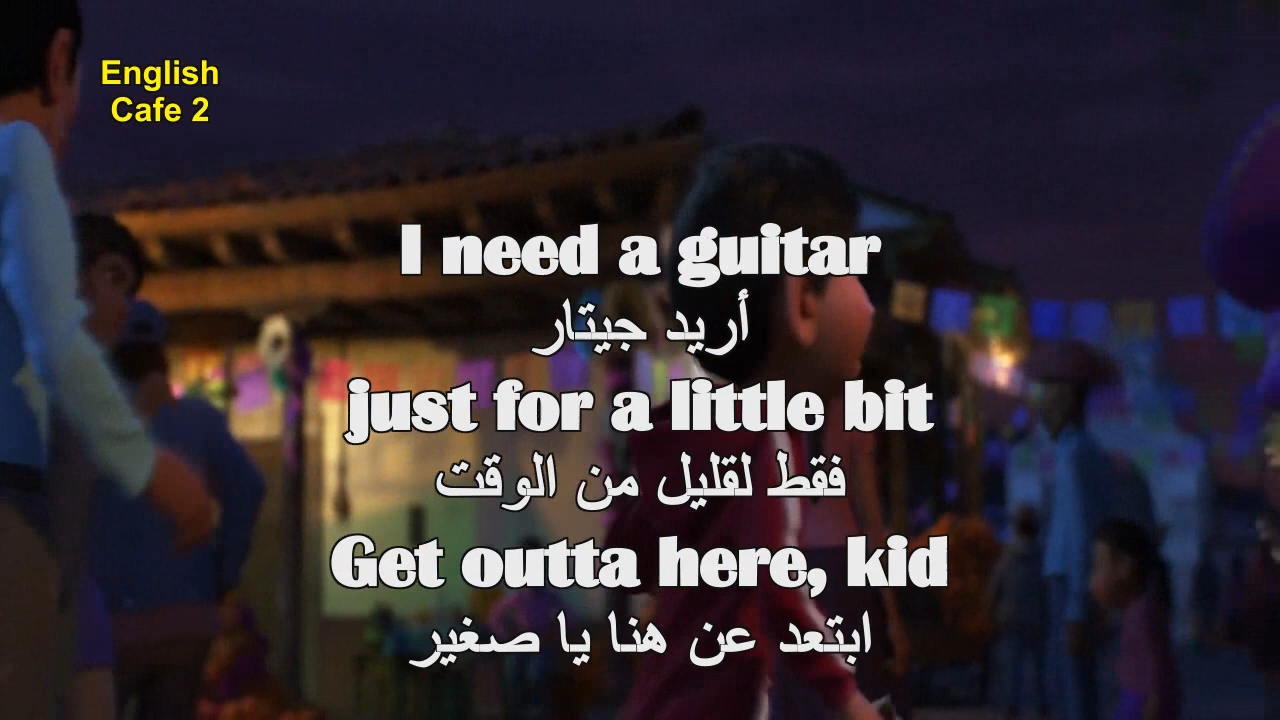 English
Cafe 2
I need a guitar
أريد جيتار
just for a little bit
فقط لقليل من الوقت
Get outta here, kid
ابتعد عن هنا يا صغير